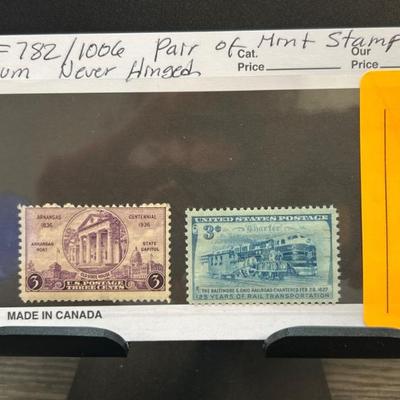 =782/1006 Pair of Mint Stamp
Cat. Our
um Never Hinged Price Price
ARKANSAS CENTENNIAL
1836 1936
ARKANSAS POST STATE CAPITOL
OLD STATE HOUSE
3 U.S. POSTAGE 3
THREE CENTS
UNITED STATES POSTAGE
3¢ Charter
THE BALTIMORE & OHIO RAILROAD CHARTERED FEB. 28, 1827
125 YEARS OF RAIL TRANSPORTATION
MADE IN CANADA